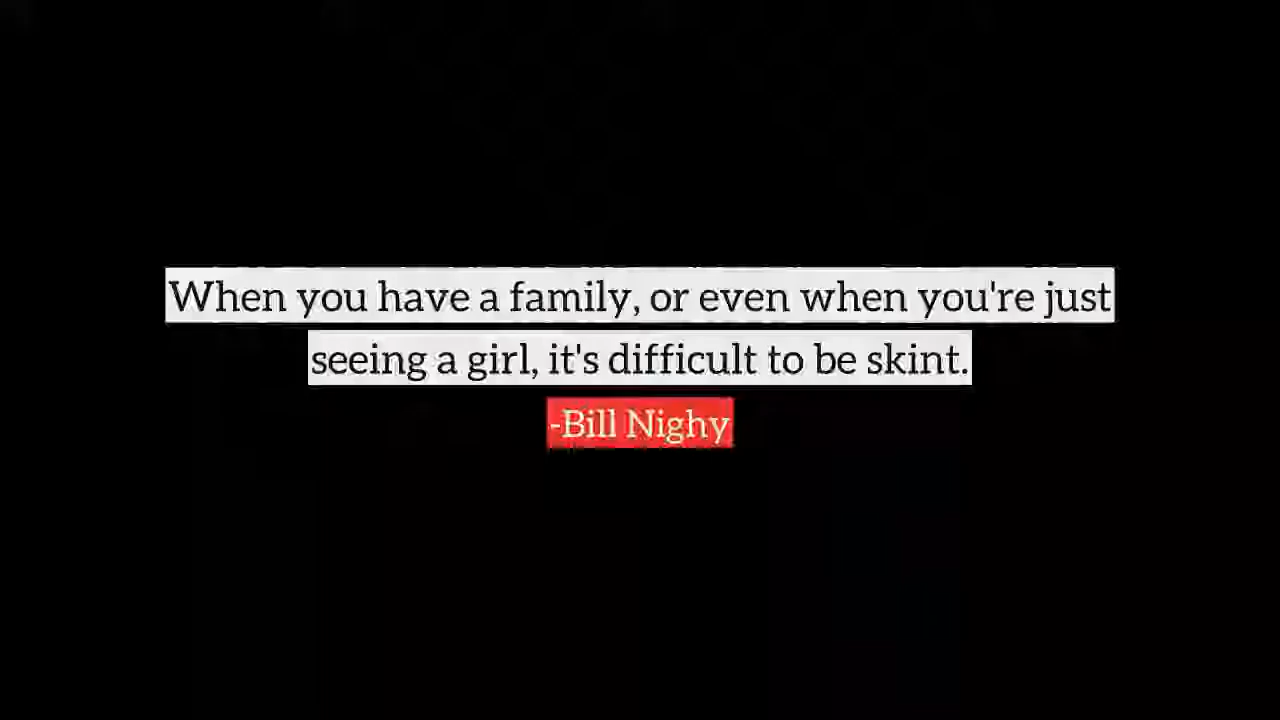 When you have a family, or even when you're just
seeing a girl, it's difficult to be skint.
-Bill Nighy